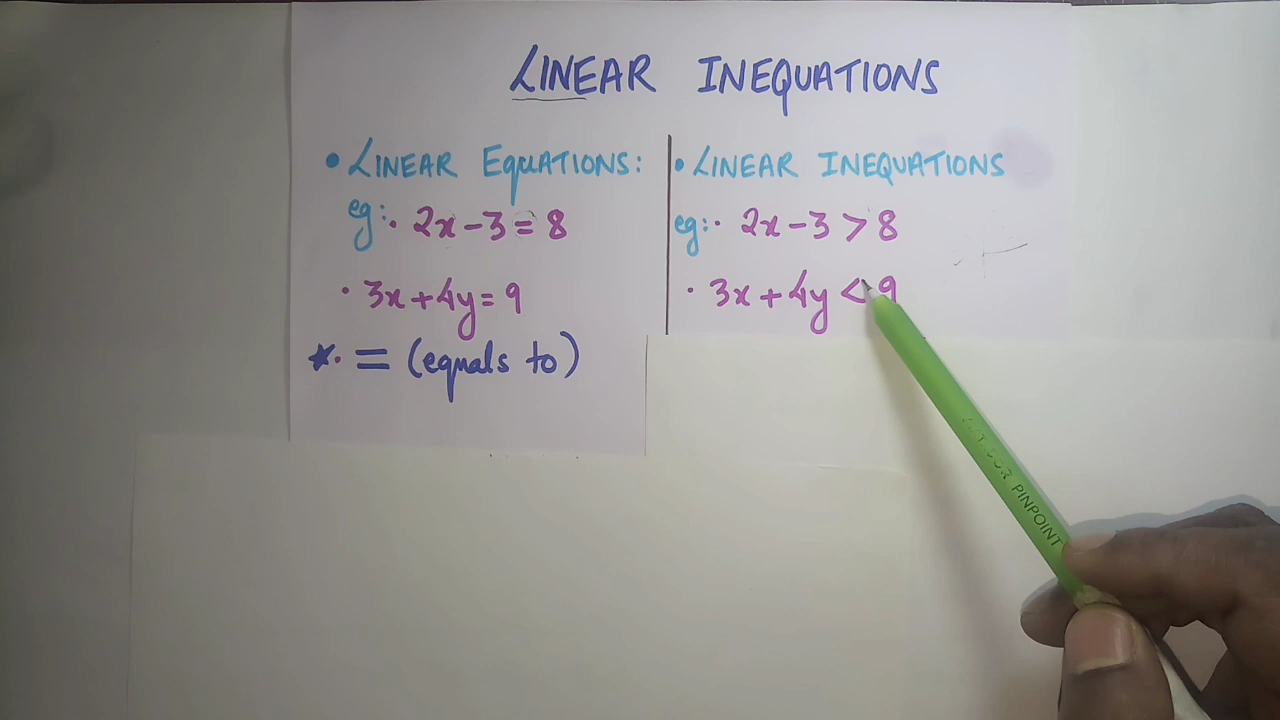 LINEAR INEQUATIONS
• LINEAR EquATIONS:
eg:· 2x-3 = 8
· 3x+4y = 9
*· = (equals to)
• LINEAR INEQUATIONS
eg:· 2x-3 > 8
· 3x+4y < 9
PINPOINT